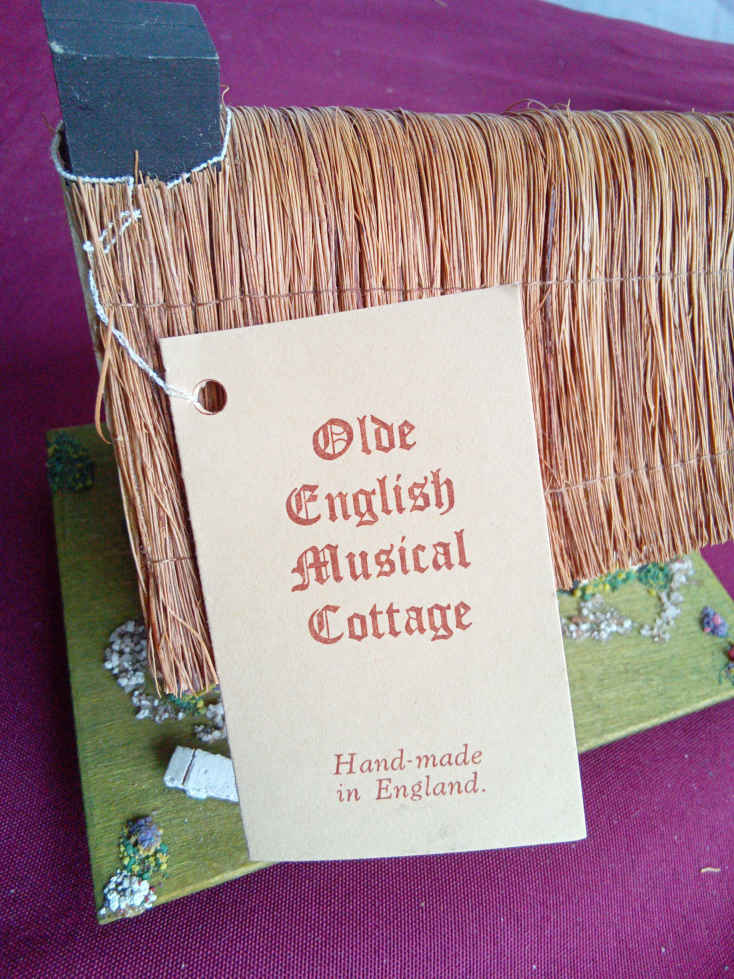 Olde
English
Musical
Cottage
Hand-made
in England.